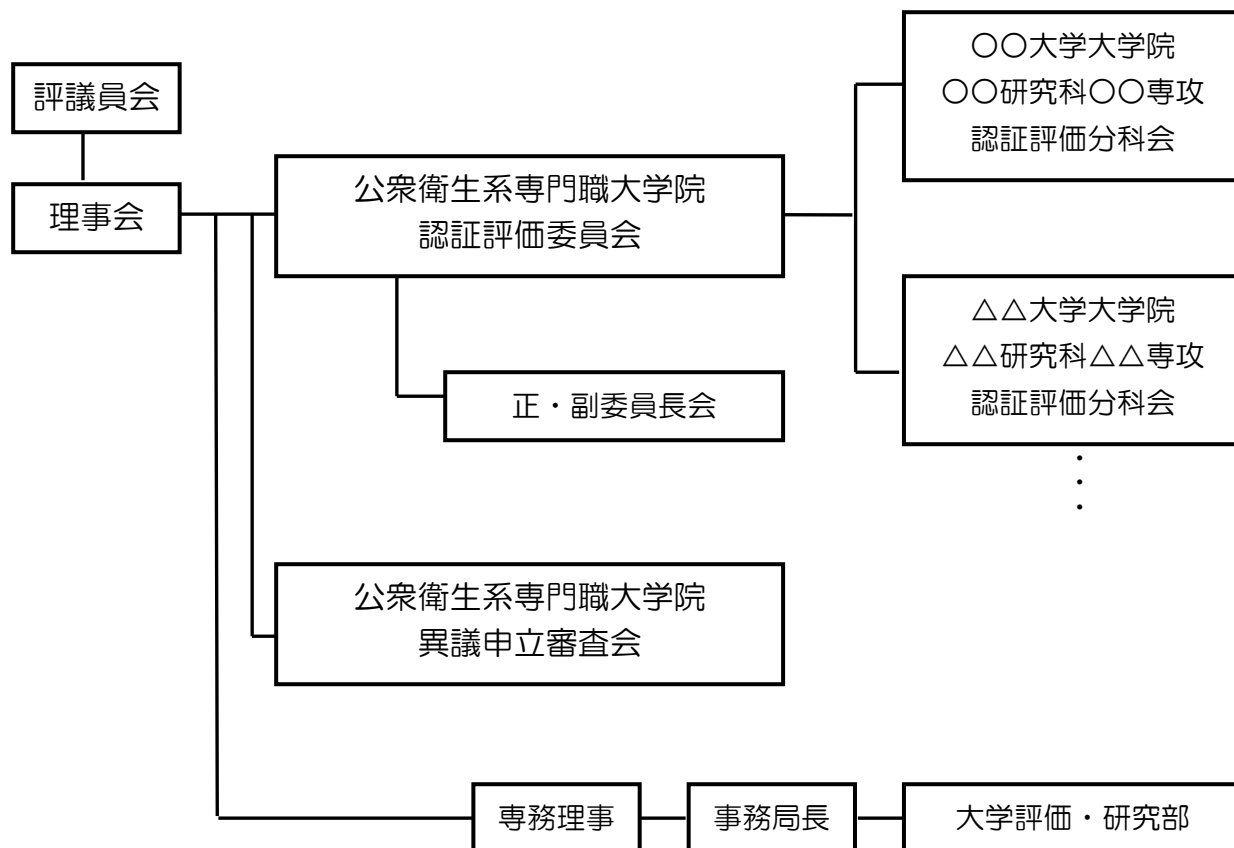 評議員会
理事会
公衆衛生系専門職大学院
認証評価委員会
正・副委員長会
公衆衛生系専門職大学院
異議申立審査会
専務理事
事務局長
大学評価・研究部
〇〇大学大学院
〇〇研究科〇〇専攻
認証評価分科会
△△大学大学院
△△研究科△△専攻
認証評価分科会
・
・
・